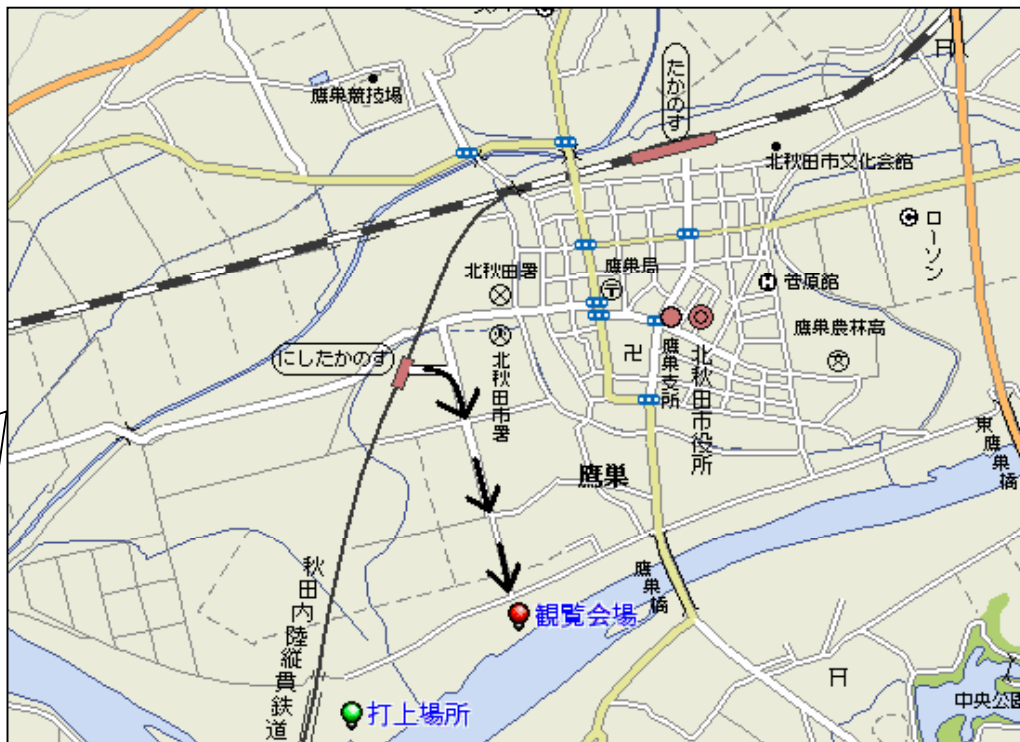 たかのす
鷹巣競技場
北秋田市文化会館
ローソン
北秋田署
鷹巣局
菅原館
鷹巣農林高
にしたかのす
北秋田市署
鷹巣支所
北秋田市役所
東鷹巣橋
鷹巣
鷹巣橋
秋田内陸縦貫鉄道
観覧会場
打上場所
中央公園